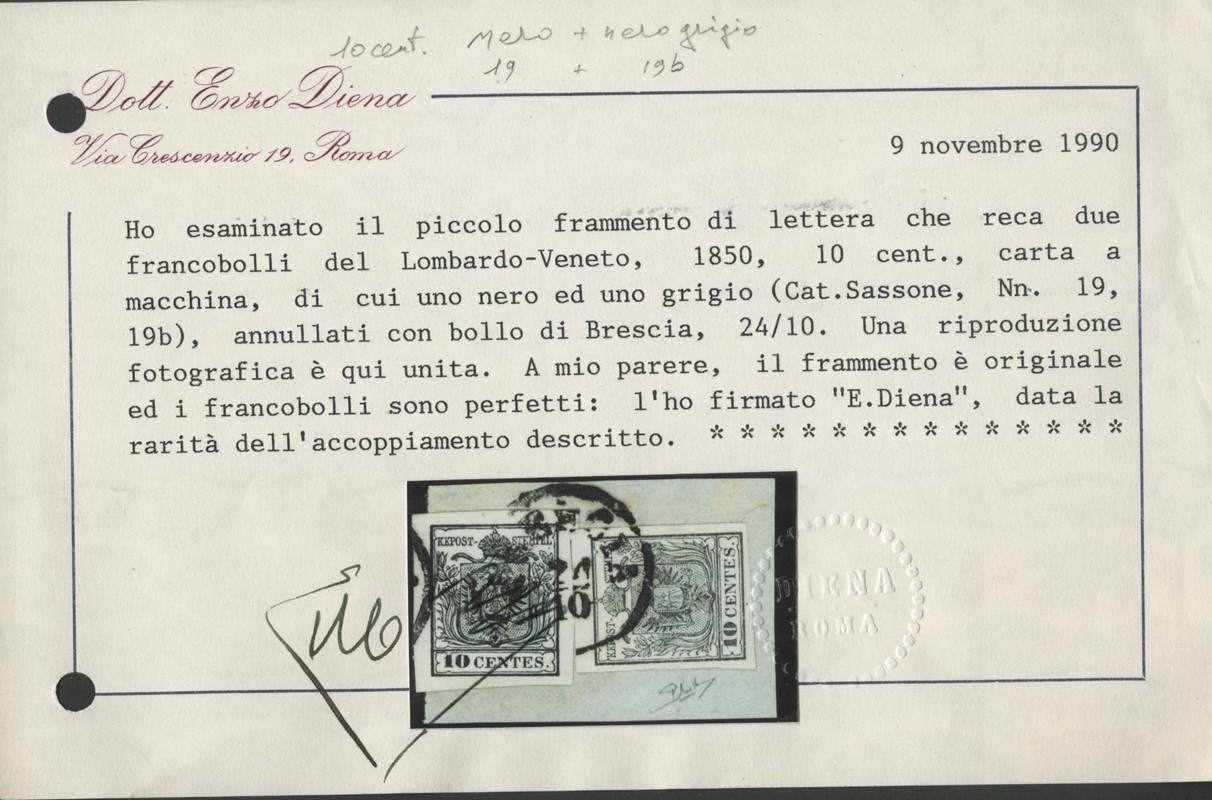 10 cent. nero + nero grigio
19 + 19b
Dott. Enzo Diena
Via Crescenzio 19, Roma
9 novembre 1990
Ho esaminato il piccolo frammento di lettera che reca due
francobolli del Lombardo-Veneto, 1850, 10 cent., carta a
macchina, di cui uno nero ed uno grigio (Cat.Sassone, Nn. 19,
19b), annullati con bollo di Brescia, 24/10. Una riproduzione
fotografica è qui unita. A mio parere, il frammento è originale
ed i francobolli sono perfetti: l'ho firmato "E.Diena", data la
rarità dell'accoppiamento descritto. * * * * * * * * * * * * * *
KEPOST- STEMPEL
10 CENTES.
KEPOST-
10 CENTES.
10
DIENA
ROMA